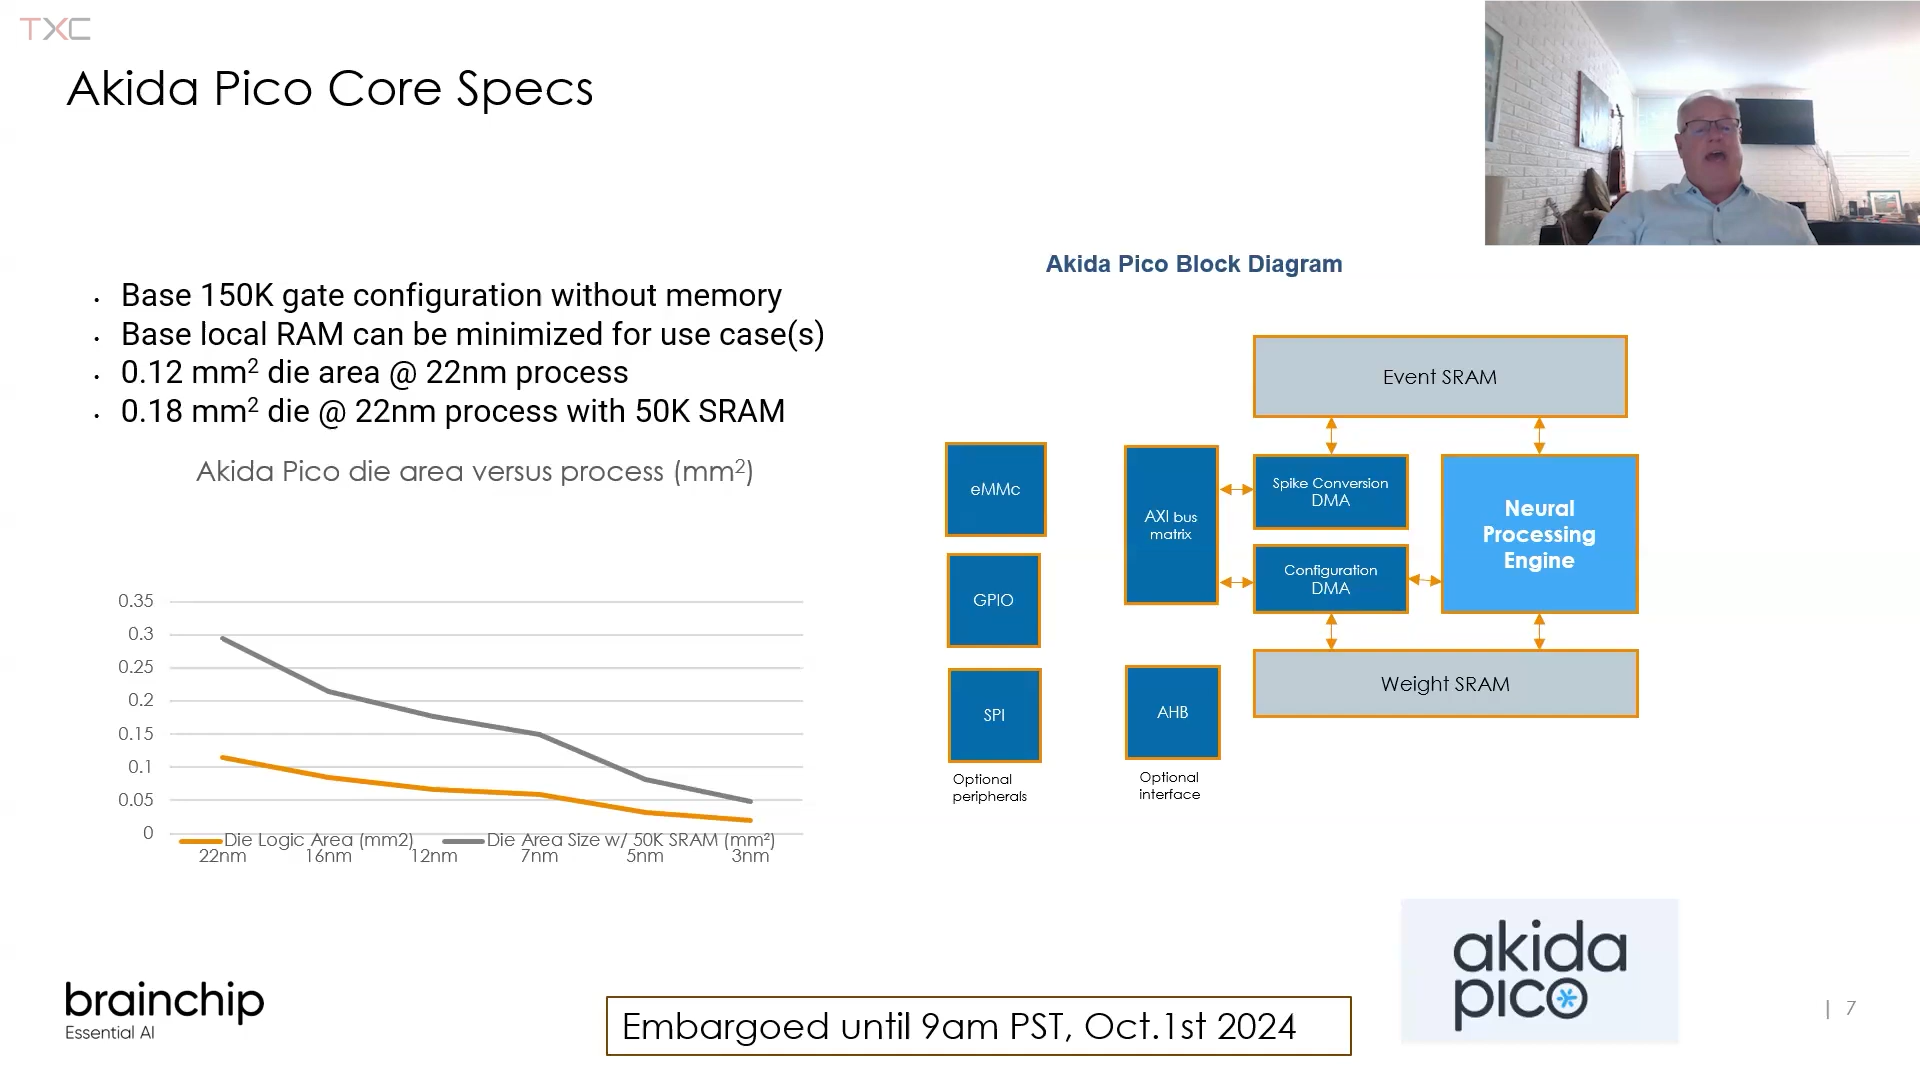 TXC
Akida Pico Core Specs
Akida Pico Block Diagram
• Base 150K gate configuration without memory
• Base local RAM can be minimized for use case(s)
• 0.12 mm² die area @ 22nm process
• 0.18 mm² die @ 22nm process with 50K SRAM
Akida Pico die area versus process (mm²)
0.35
0.3
0.25
0.2
0.15
0.1
0.05
0
Die Logic Area (mm2)
Die Area Size w/ 50K SRAM (mm²)
22nm
16nm
12nm
7nm
5nm
3nm
Event SRAM
eMMc
AXI bus
matrix
Spike Conversion
DMA
Neural
Processing
Engine
Configuration
DMA
GPIO
Weight SRAM
SPI
AHB
Optional
peripherals
Optional
interface
brainchip
Essential AI
Embargoed until 9am PST, Oct.1st 2024
akida
pico
| 7